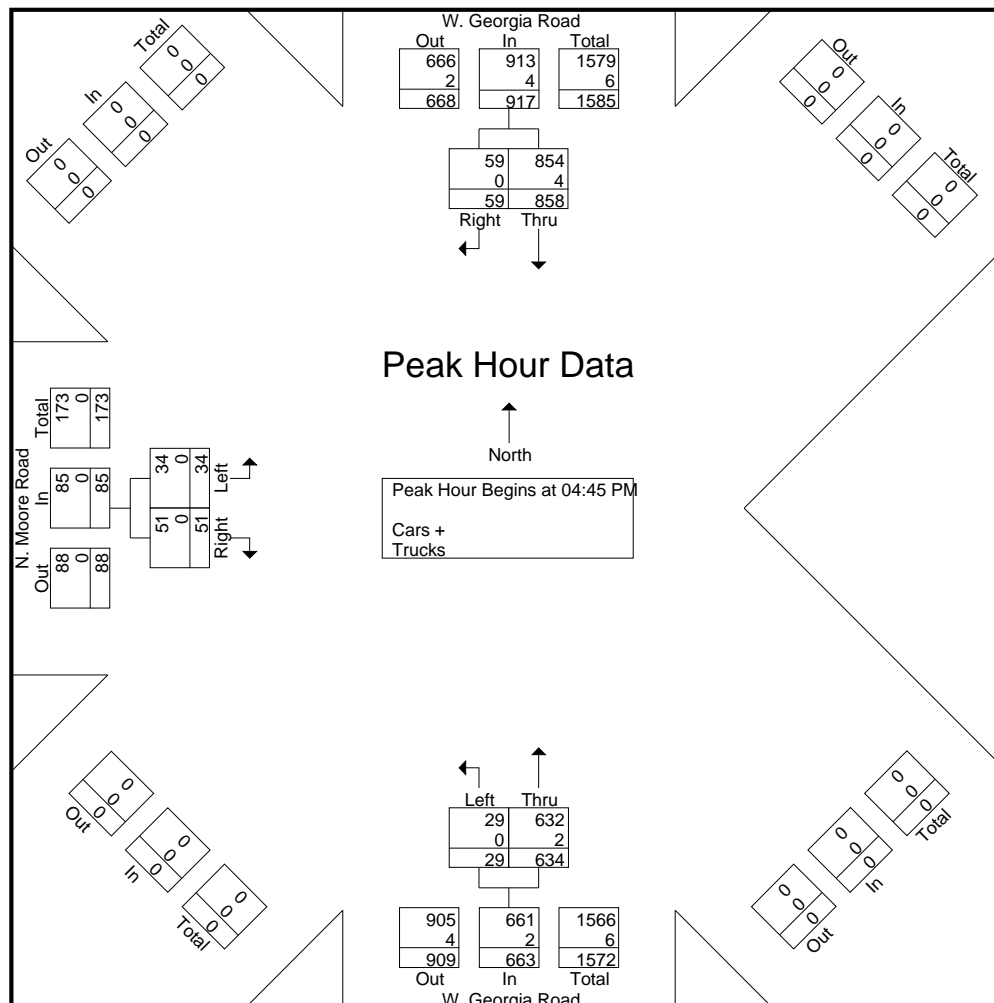 W. Georgia Road
Out In Total
666 913 1579
2 4 6
668 917 1585
59 854
0 4
59 858
Right Thru
Total
0
0
0
In
0
0
0
Out
0
0
0
Out
0
0
0
In
0
0
0
Total
0
0
0
Peak Hour Data
North
Peak Hour Begins at 04:45 PM
Cars +
Trucks
N. Moore Road
Total
173
0
173
In
85
0
85
Out
88
0
88
Left
34
0
34
Right
51
0
51
Left Thru
29 632
0 2
29 634
905 661 1566
4 2 6
909 663 1572
Out In Total
W. Georgia Road
Out
0
0
0
In
0
0
0
Total
0
0
0
Total
0
0
0
In
0
0
0
Out
0
0
0